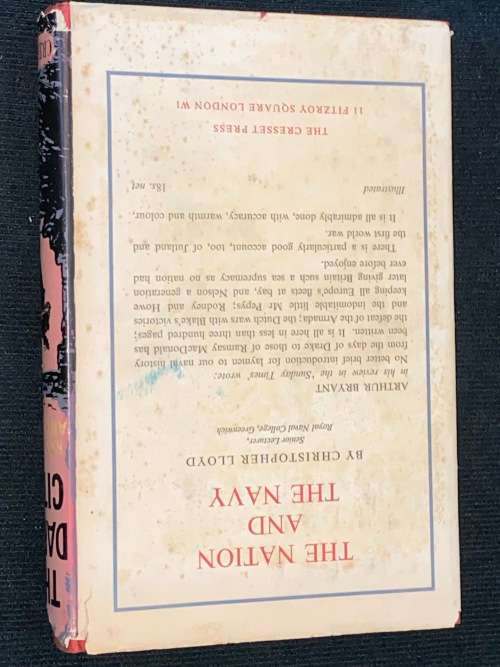 THE NATION
AND
THE NAVY
BY CHRISTOPHER LLOYD
Senior Lecturer,
Royal Naval College, Greenwich
ARTHUR BRYANT
in his review in the 'Sunday Times' wrote:
No better brief introduction for laymen to our naval history
from the days of Drake to those of Ramsay MacDonald has
been written. It is all here in less than three hundred pages;
the defeat of the Armada; the Dutch wars with Blake's victories
and the indomitable little Mr Pepys; Rodney and Howe
keeping all Europe's fleets at bay, and Nelson a generation
later giving Britain such a sea supremacy as no nation had
ever before enjoyed.
There is a particularly good account, too, of Jutland and
the first world war.
It is all admirably done, with accuracy, warmth and colour.
Illustrated 18s. net
THE CRESSET PRESS
11 FITZROY SQUARE LONDON W1